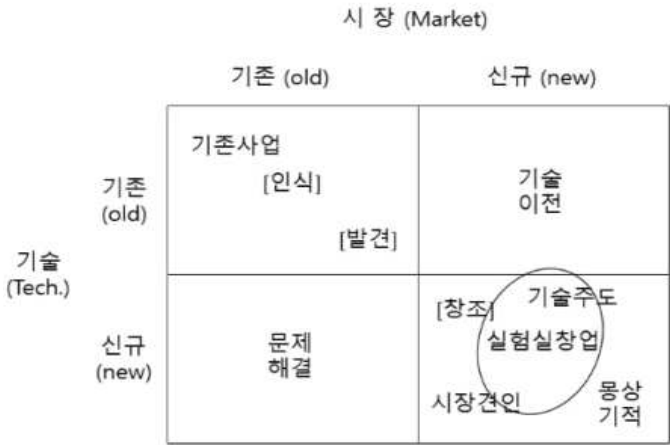 시 장 (Market)
기존 (old)
신규 (new)
기술
(Tech.)
기존
(old)
기존사업
[인식]
[발견]
기술
이전
신규
(new)
문제
해결
[창조]
기술주도
실험실창업
시장견인
몽상
기적